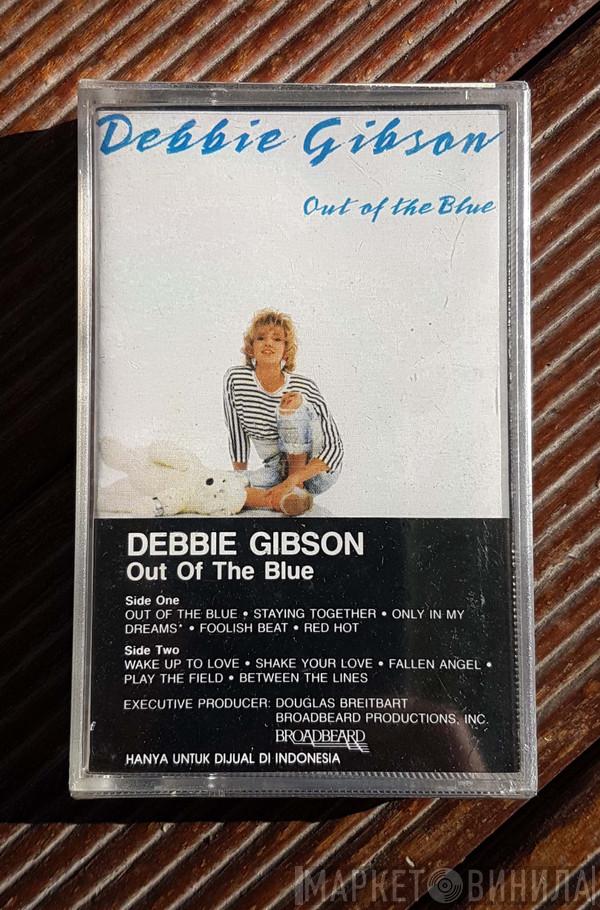 Debbie Gibson
Out of the Blue
DEBBIE GIBSON
Out Of The Blue
Side One
OUT OF THE BLUE • STAYING TOGETHER • ONLY IN MY
DREAMS* • FOOLISH BEAT • RED HOT
Side Two
WAKE UP TO LOVE • SHAKE YOUR LOVE • FALLEN ANGEL •
PLAY THE FIELD • BETWEEN THE LINES
EXECUTIVE PRODUCER: DOUGLAS BREITBART
BROADBEARD PRODUCTIONS, INC.
BROADBEARD
HANYA UNTUK DIJUAL DI INDONESIA
МАРКЕТ ВИНИЛА